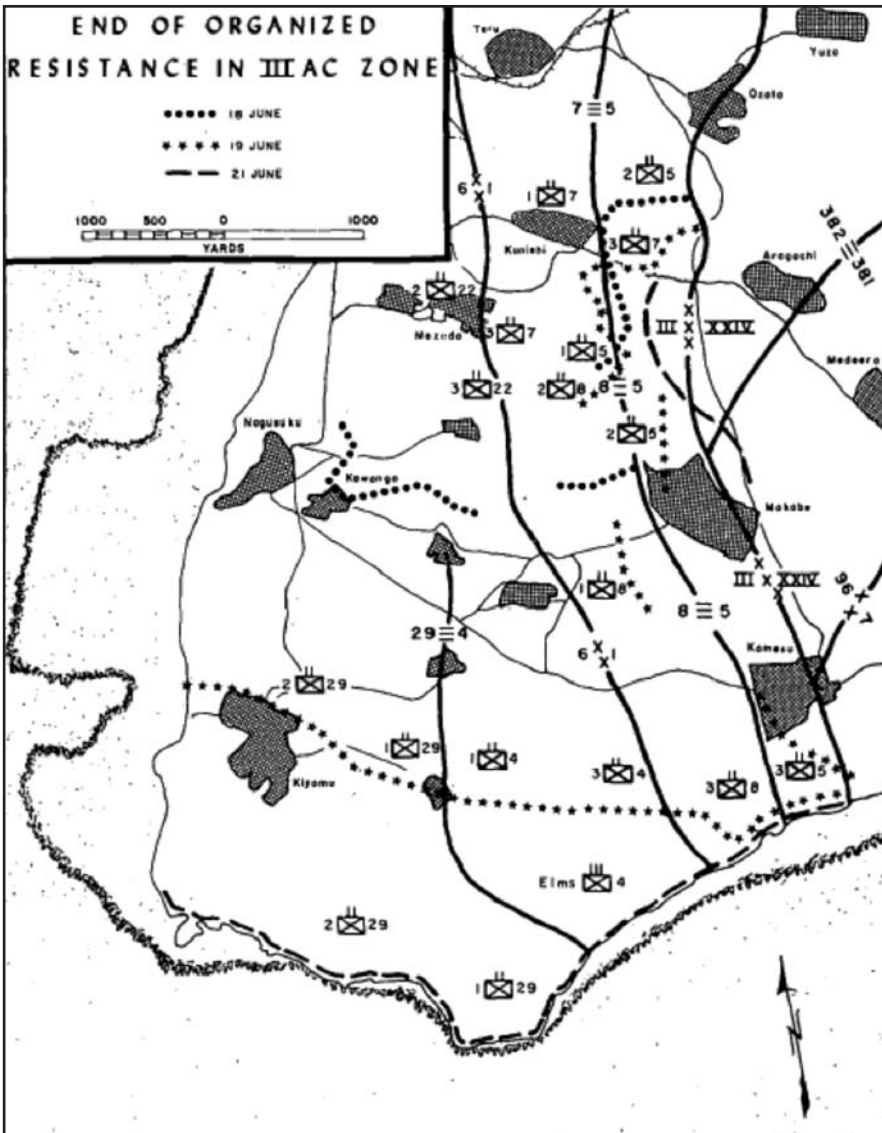 END OF ORGANIZED
RESISTANCE IN III AC ZONE
18 JUNE
19 JUNE
21 JUNE
1000 500 0 1000
YARDS
Teru
Yuza
Ozato
7 5
2 5
6 1
1 7
Kunishi
3 7
382 381
Aragachi
2 22
Mezado
3 7
III XXIV
1 5
Medeera
3 22
2 8
8 5
2 5
Nagusuku
Kawanga
Makabe
1 8
III XXIV
96 7
29 4
8 5
6 1
Komesu
2 29
1 29
1 4
3 4
3 8
3 5
Kiyamu
Elms 4
2 29
1 29
N